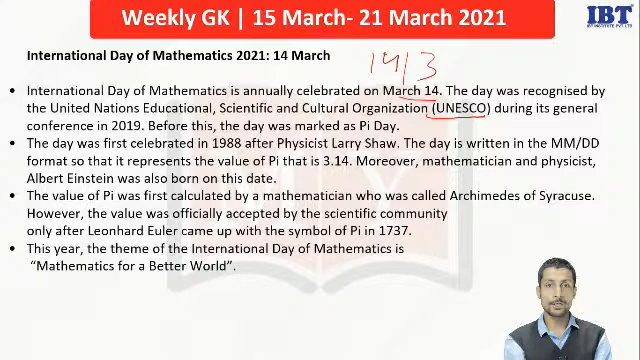 Weekly GK | 15 March- 21 March 2021
IBT
IBT INSTITUTE PVT LTD
International Day of Mathematics 2021: 14 March
14/3
• International Day of Mathematics is annually celebrated on March 14. The day was recognised by
the United Nations Educational, Scientific and Cultural Organization (UNESCO) during its general
conference in 2019. Before this, the day was marked as Pi Day.
• The day was first celebrated in 1988 after Physicist Larry Shaw. The day is written in the MM/DD
format so that it represents the value of Pi that is 3.14. Moreover, mathematician and physicist,
Albert Einstein was also born on this date.
• The value of Pi was first calculated by a mathematician who was called Archimedes of Syracuse.
However, the value was officially accepted by the scientific community
only after Leonhard Euler came up with the symbol of Pi in 1737.
• This year, the theme of the International Day of Mathematics is
“Mathematics for a Better World”.